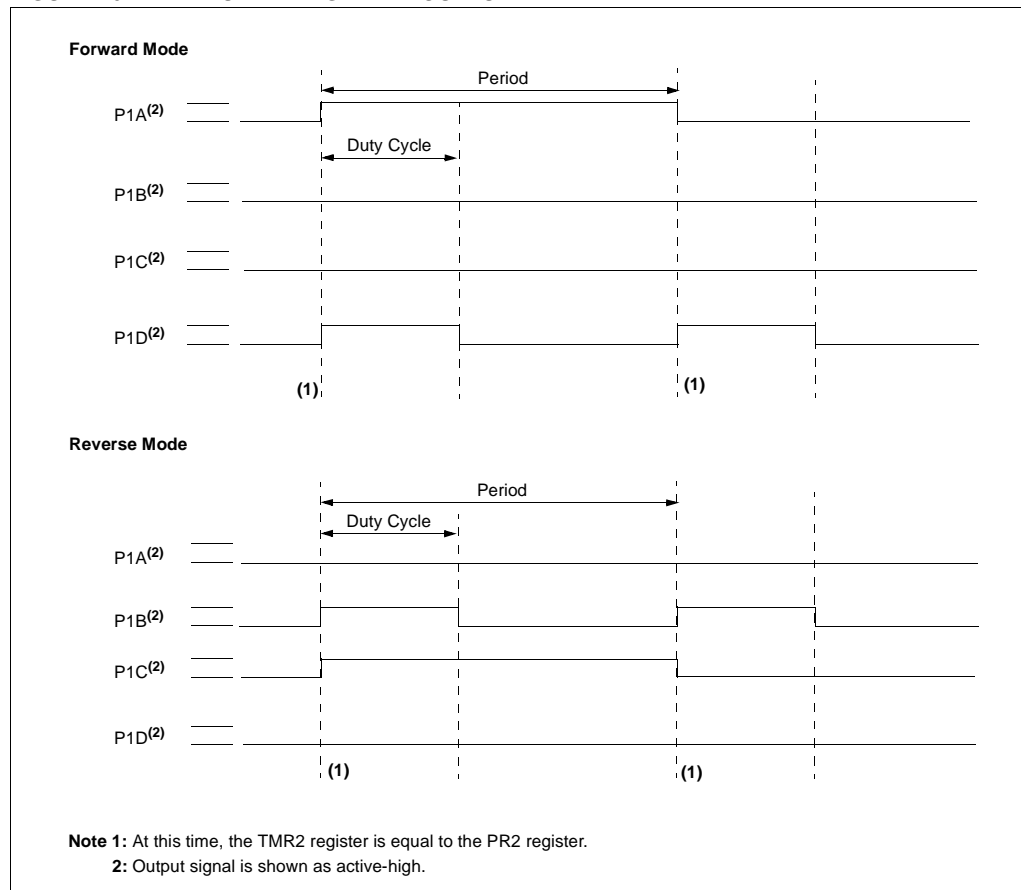 Forward Mode
Period
P1A(2)
Duty Cycle
P1B(2)
P1C(2)
P1D(2)
(1)
(1)
Reverse Mode
Period
Duty Cycle
P1A(2)
P1B(2)
P1C(2)
P1D(2)
(1)
(1)
Note 1: At this time, the TMR2 register is equal to the PR2 register.
2: Output signal is shown as active-high.